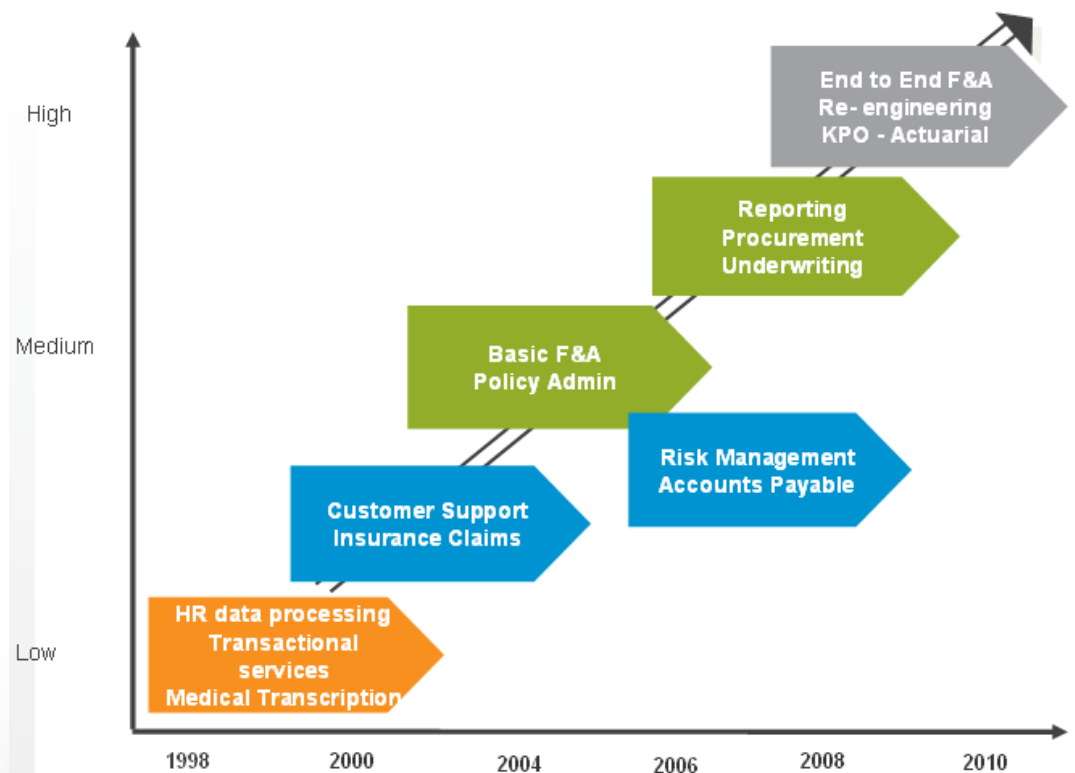 High
End to End F&A
Re- engineering
KPO - Actuarial
Reporting
Procurement
Underwriting
Medium
Basic F&A
Policy Admin
Risk Management
Accounts Payable
Customer Support
Insurance Claims
Low
HR data processing
Transactional
services
Medical Transcription
1998 2000 2004 2006 2008 2010